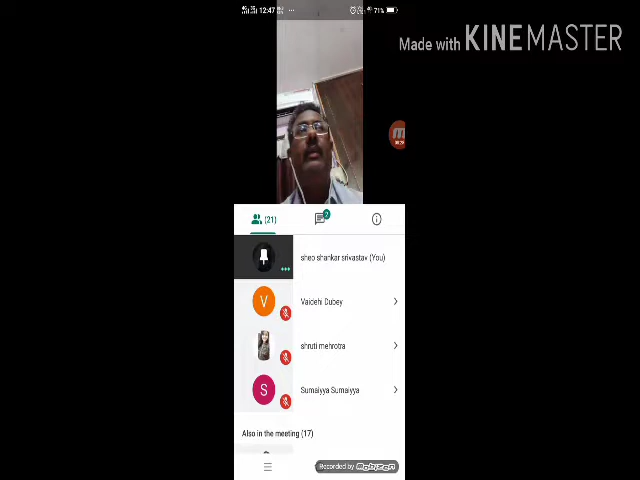 12:47
71%
Made with KINEMASTER
(21)
2
sheo shankar srivastav (You)
V
Vaidehi Dubey
shruti mehrotra
S
Sumaiyya Sumaiyya
Also in the meeting (17)
Recorded by Mobizen